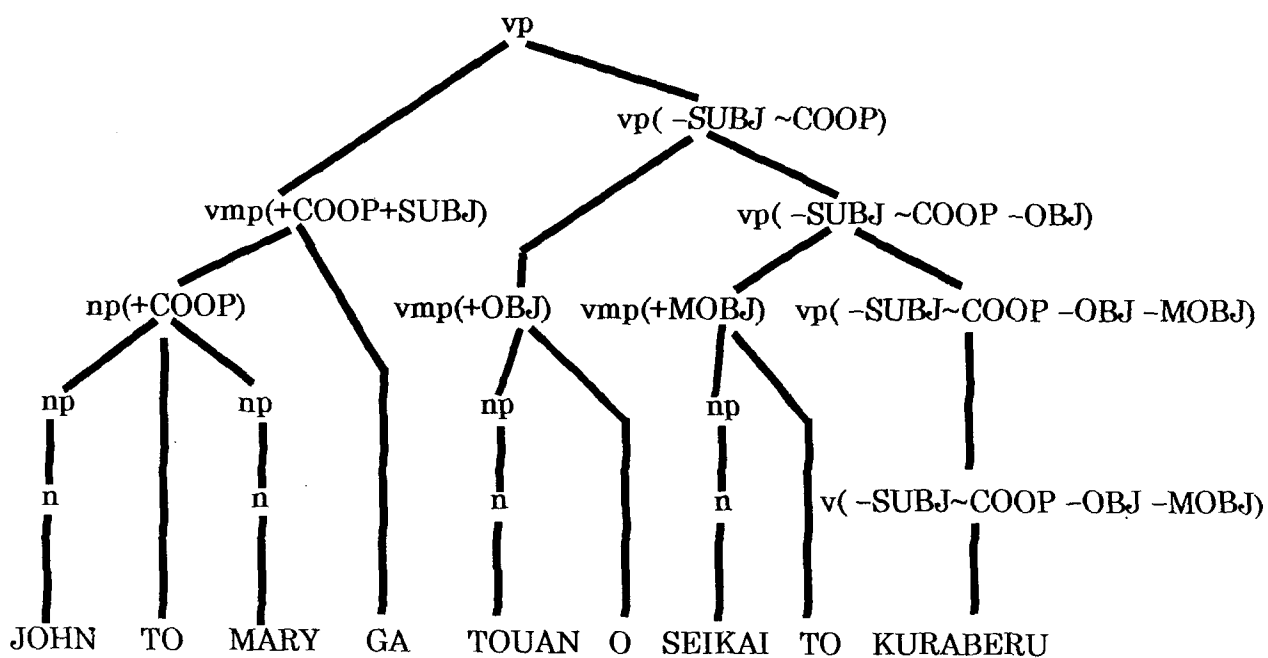 vp
vp( –SUBJ ~COOP)
vmp(+COOP+SUBJ) vp( –SUBJ ~COOP –OBJ)
np(+COOP) vmp(+OBJ) vmp(+MOBJ) vp( –SUBJ~COOP –OBJ –MOBJ)
np np np np
n n n n v( –SUBJ~COOP –OBJ –MOBJ)
JOHN TO MARY GA TOUAN O SEIKAI TO KURABERU